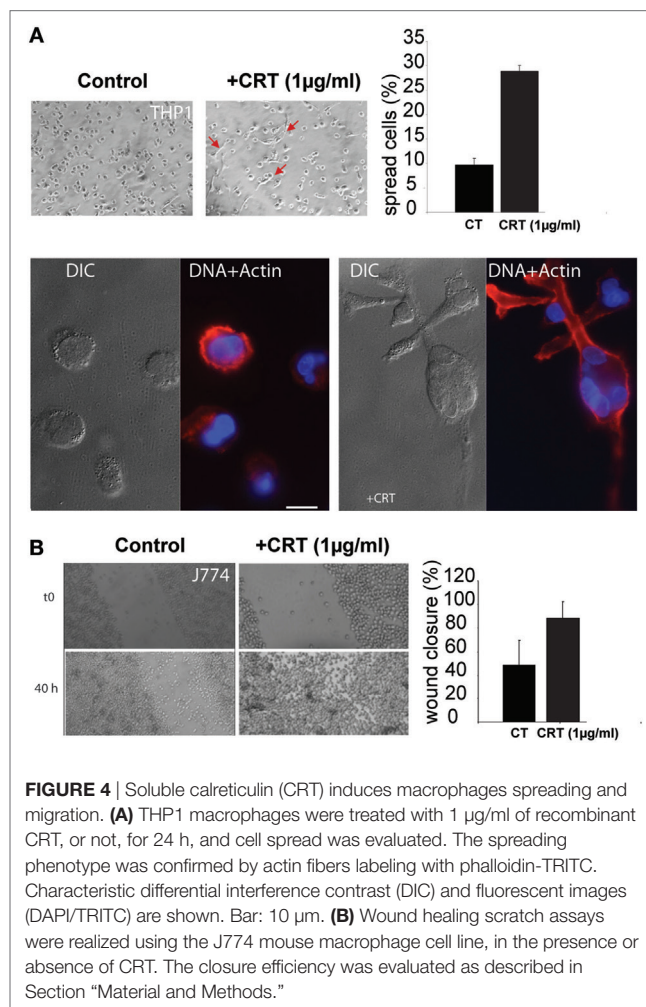 A
Control
+CRT (1µg/ml)
THP1
spread cells (%)
35
30
25
20
15
10
5
0
CT
CRT (1µg/ml)
DIC
DNA+Actin
DIC
DNA+Actin
+CRT
B
Control
+CRT (1µg/ml)
J774
t0
40 h
wound closure (%)
120
100
80
60
40
20
0
CT
CRT (1µg/ml)
FIGURE 4 | Soluble calreticulin (CRT) induces macrophages spreading and
migration. (A) THP1 macrophages were treated with 1 µg/ml of recombinant
CRT, or not, for 24 h, and cell spread was evaluated. The spreading
phenotype was confirmed by actin fibers labeling with phalloidin-TRITC.
Characteristic differential interference contrast (DIC) and fluorescent images
(DAPI/TRITC) are shown. Bar: 10 µm. (B) Wound healing scratch assays
were realized using the J774 mouse macrophage cell line, in the presence or
absence of CRT. The closure efficiency was evaluated as described in
Section “Material and Methods.”